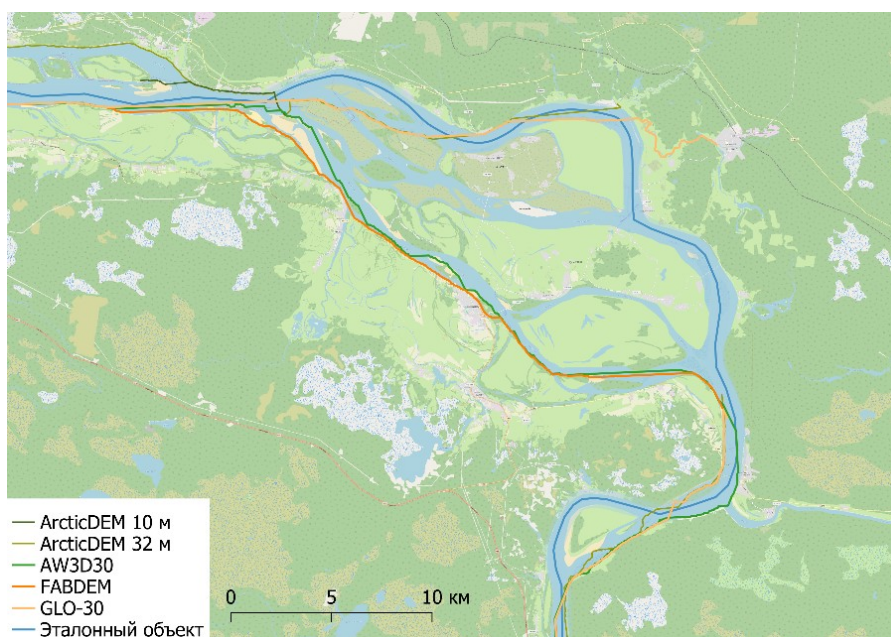 ArcticDEM 10 м
ArcticDEM 32 м
AW3D30
FABDEM
GLO-30
Эталонный объект
0 5 10 км